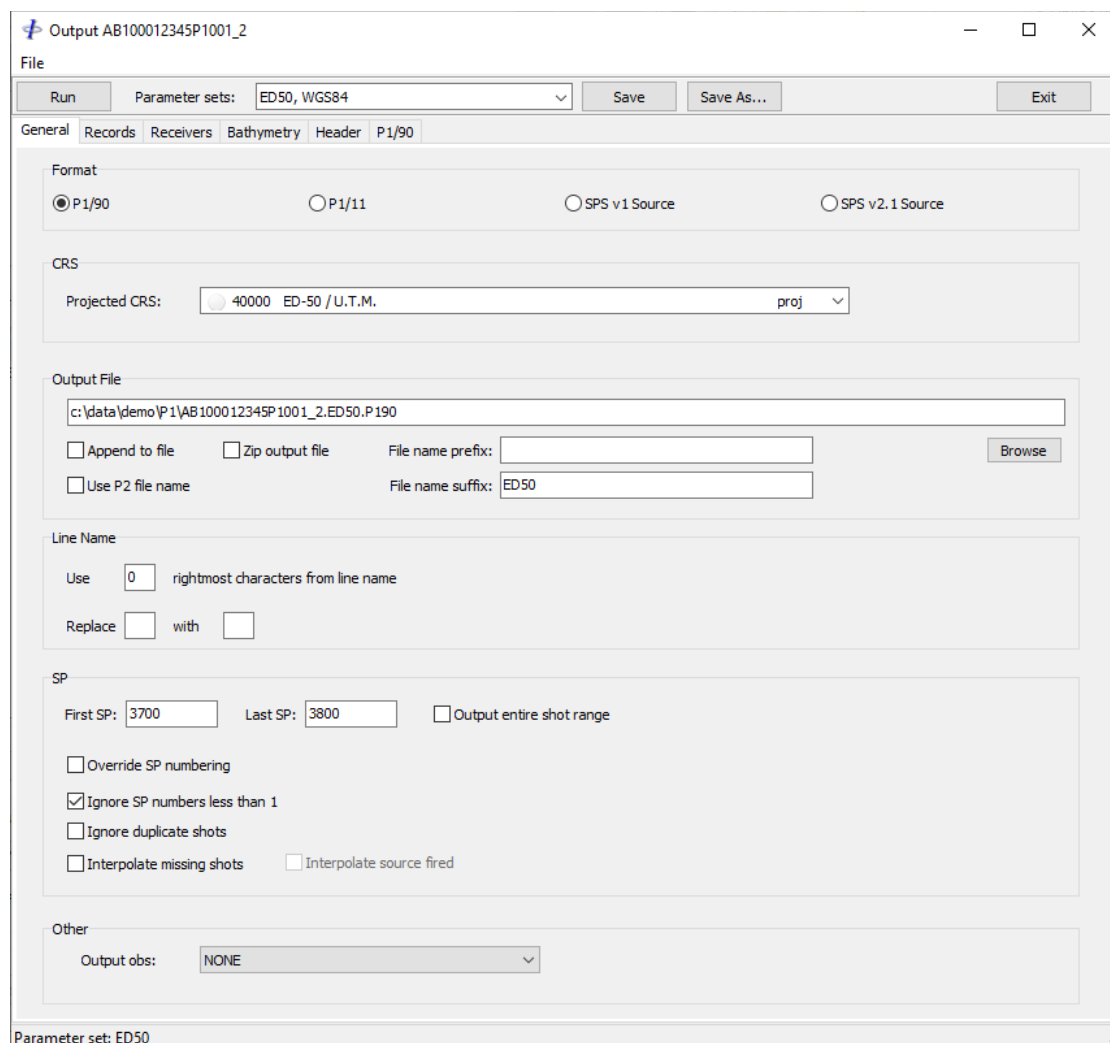 Output AB100012345P1001_2
File
Run Parameter sets: ED50, WGS84 Save Save As... Exit
General Records Receivers Bathymetry Header P1/90
Format
P1/90 P1/11 SPS v1 Source SPS v2.1 Source
CRS
Projected CRS: 40000 ED-50 / U.T.M. proj
Output File
c:\data\demo\P1\AB100012345P1001_2.ED50.P190
Append to file Zip output file File name prefix: Browse
Use P2 file name File name suffix: ED50
Line Name
Use 0 rightmost characters from line name
Replace with
SP
First SP: 3700 Last SP: 3800 Output entire shot range
Override SP numbering
Ignore SP numbers less than 1
Ignore duplicate shots
Interpolate missing shots Interpolate source fired
Other
Output obs: NONE
Parameter set: ED50